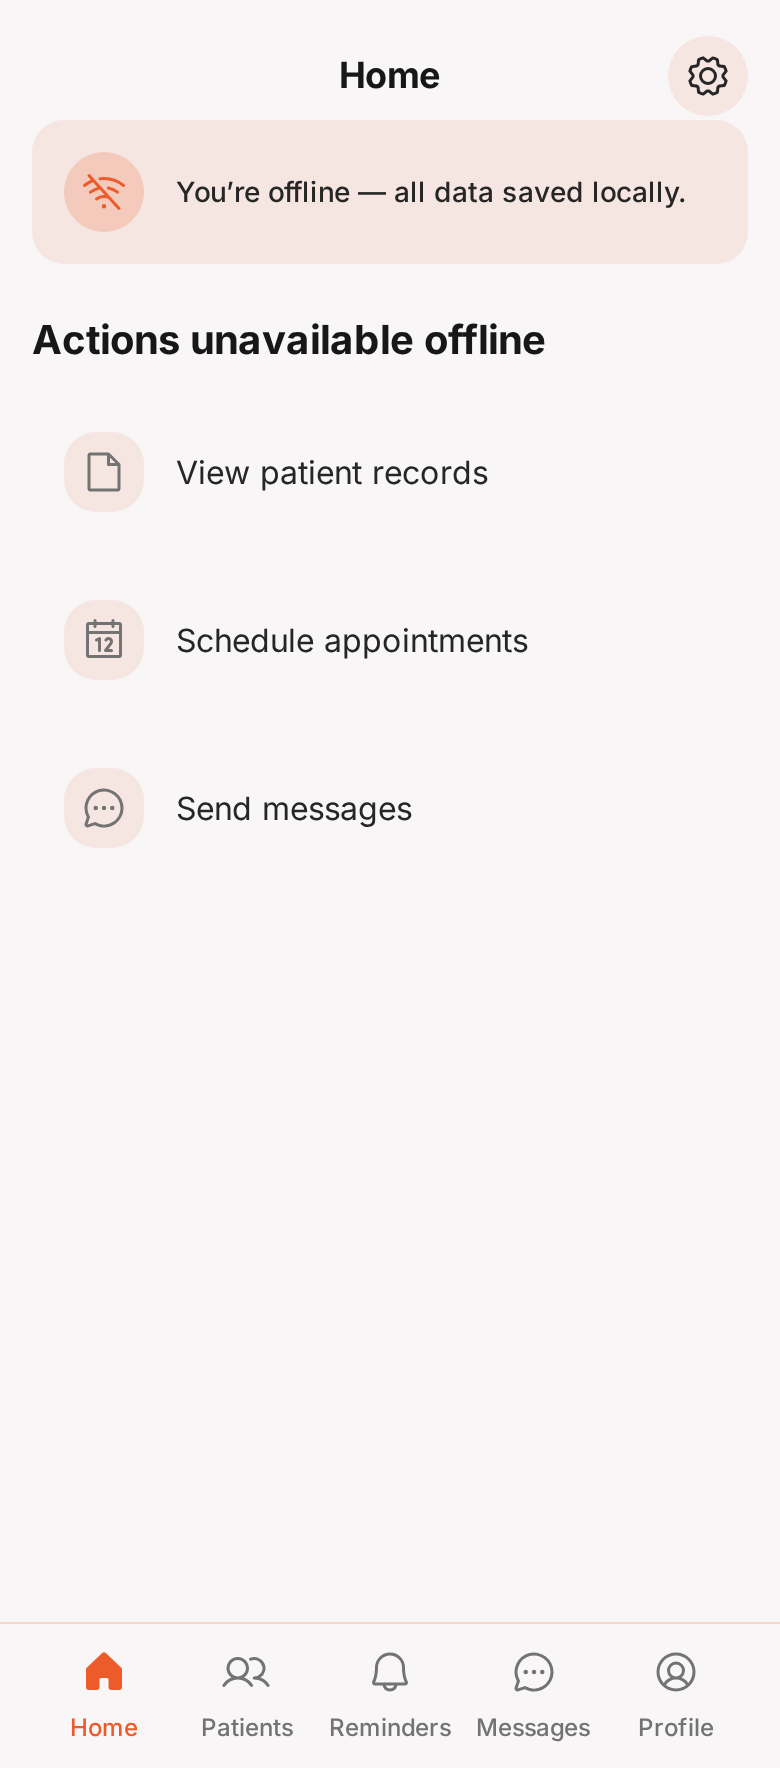 Home
You’re offline — all data saved locally.
Actions unavailable offline
View patient records
12
Schedule appointments
Send messages
Home
Patients
Reminders
Messages
Profile